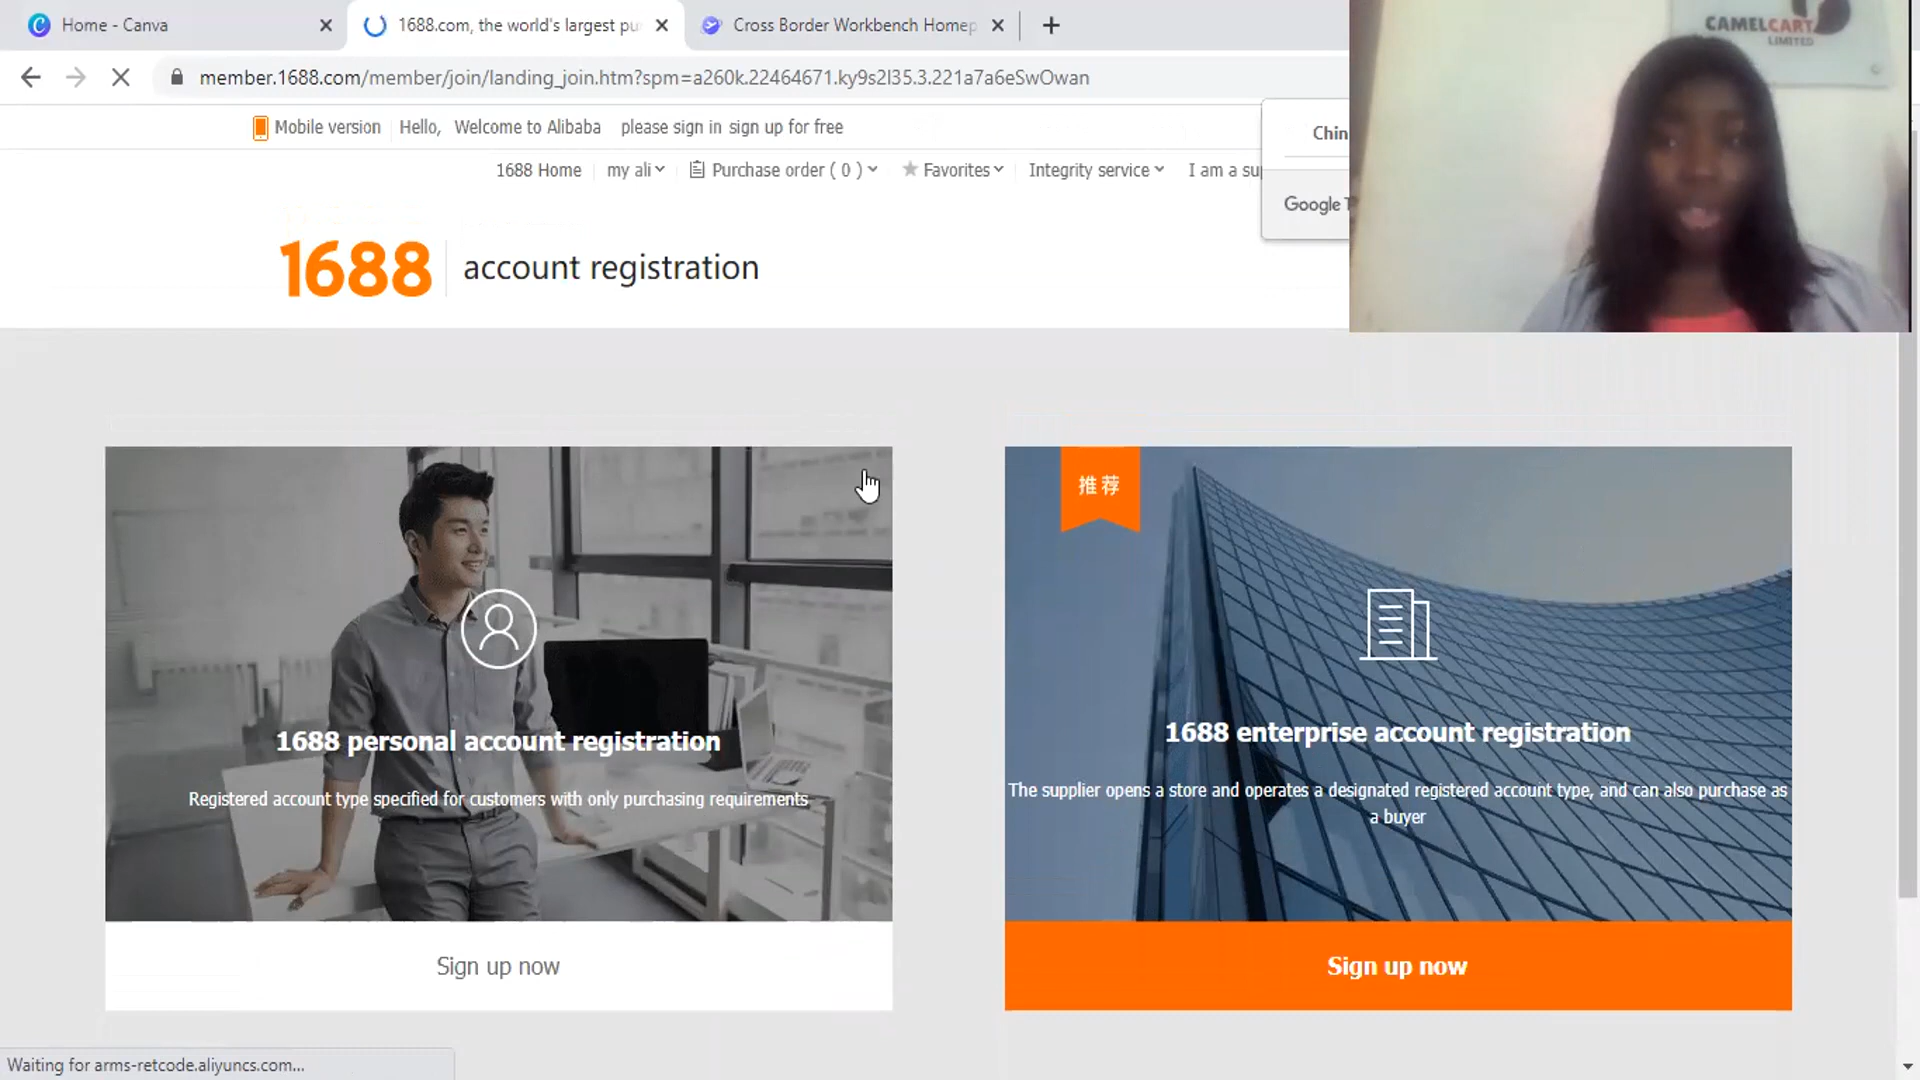 Home - Canva
1688.com, the world's largest pu
Cross Border Workbench Homep
member.1688.com/member/join/landing_join.htm?spm=a260k.22464671.ky9s2l35.3.221a7a6eSwOwan
Mobile version Hello, Welcome to Alibaba please sign in sign up for free
1688 Home my ali Purchase order ( 0 ) Favorites Integrity service I am a su
Chin
Google
CAMELCART
LIMITED
1688 account registration
推荐
1688 personal account registration
Registered account type specified for customers with only purchasing requirements
Sign up now
1688 enterprise account registration
The supplier opens a store and operates a designated registered account type, and can also purchase as
a buyer
Sign up now
Waiting for arms-retcode.aliyuncs.com...